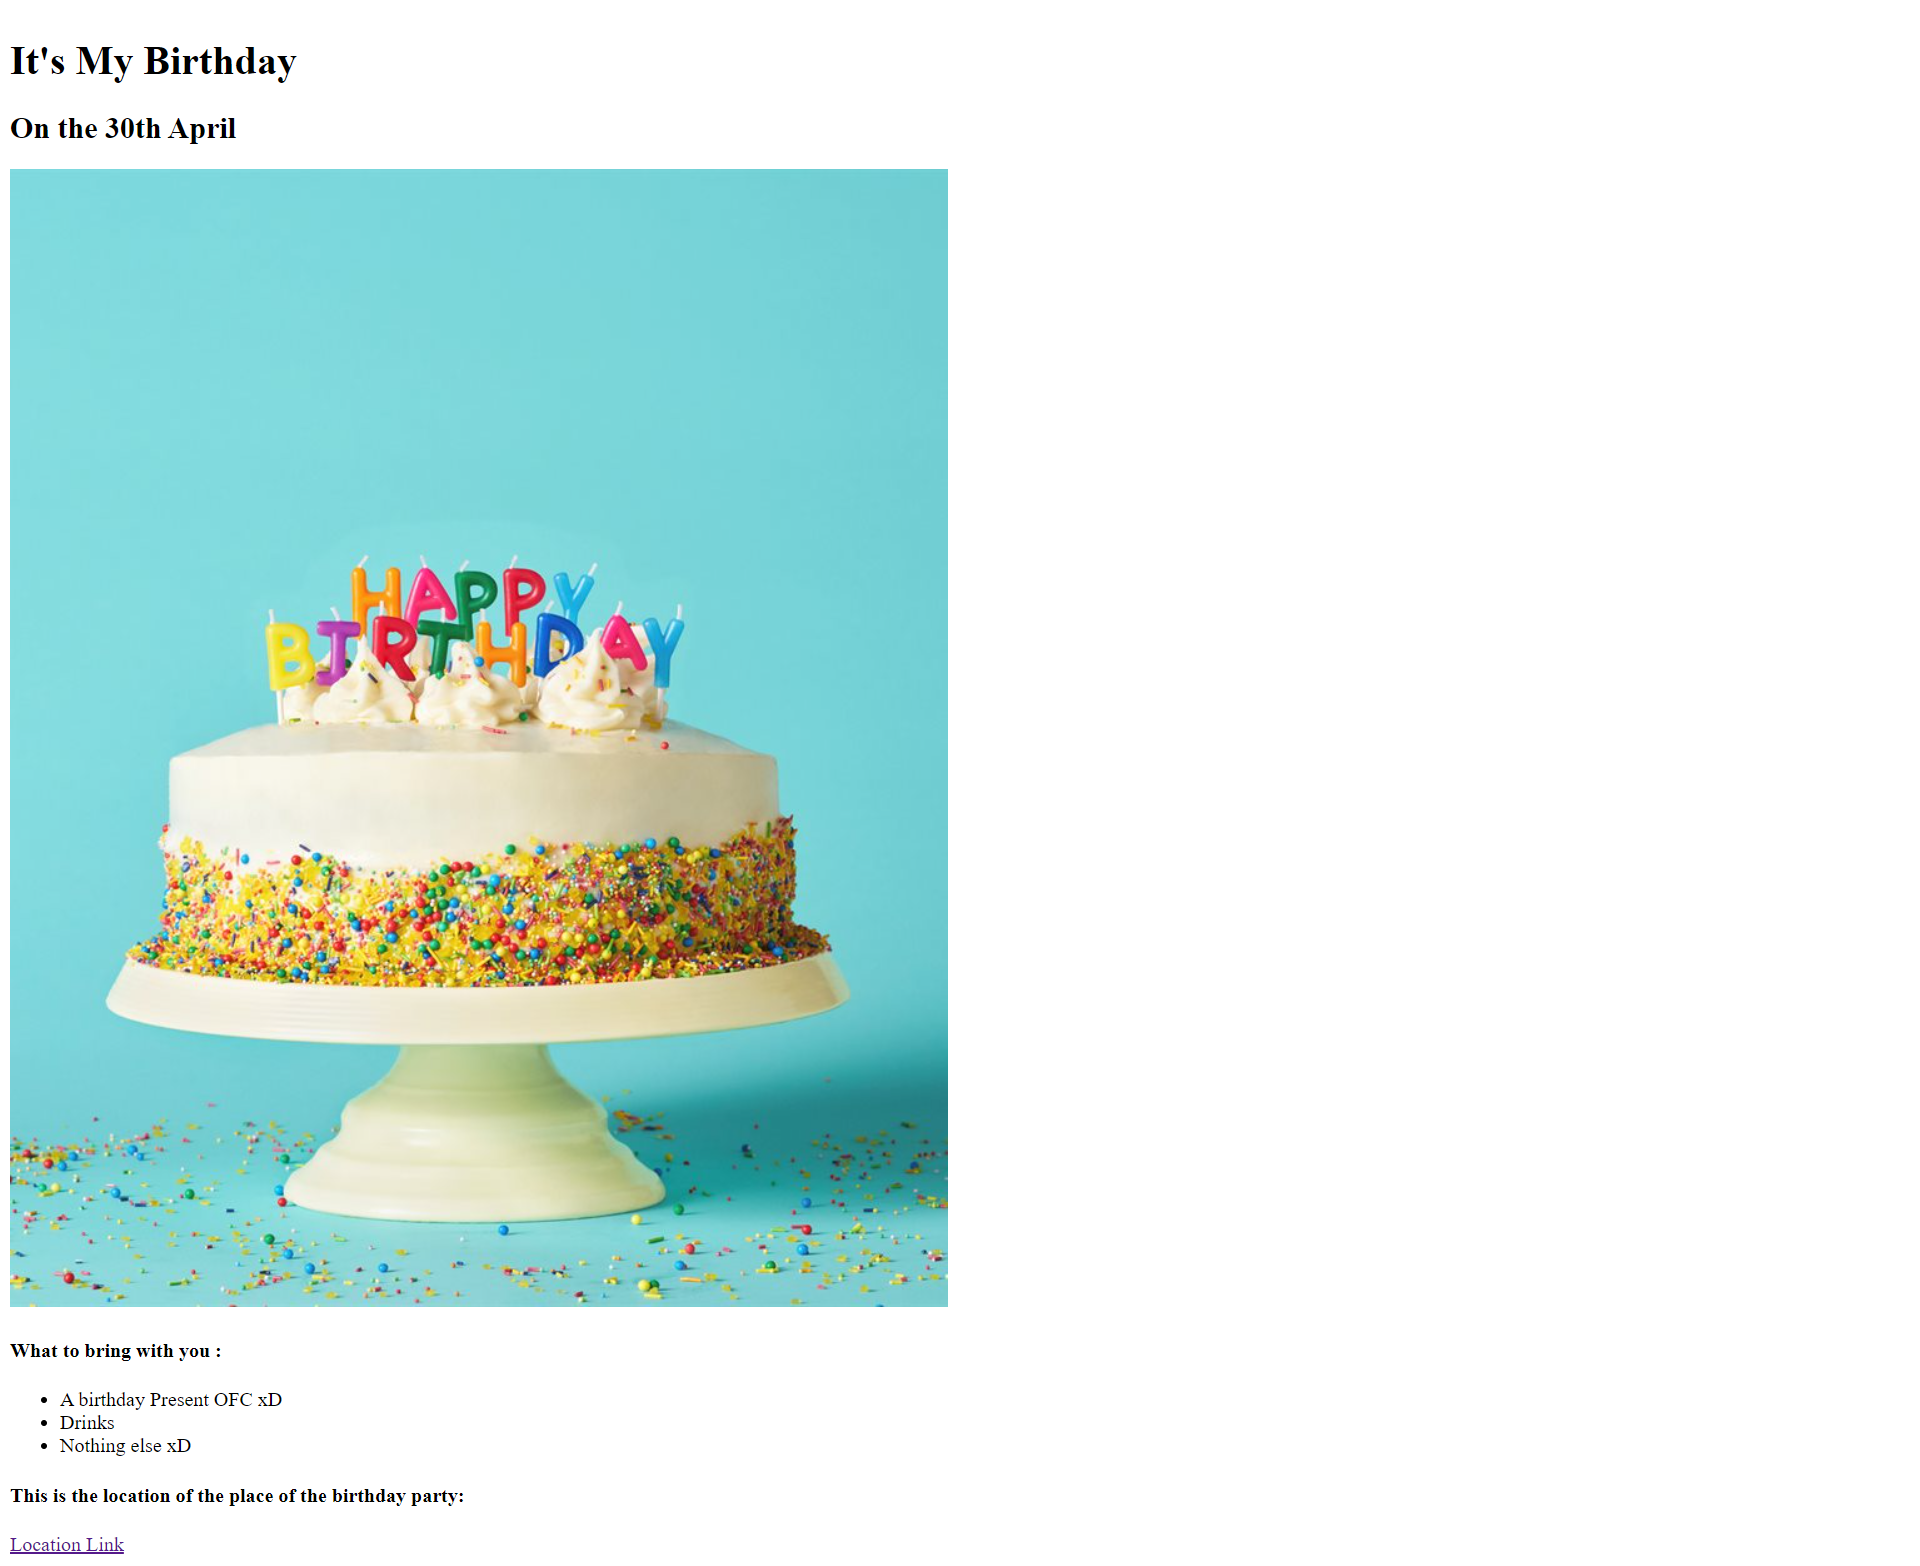 It's My Birthday
On the 30th April
HAPPY
BIRTHDAY
What to bring with you :
A birthday Present OFC xD
Drinks
Nothing else xD
This is the location of the place of the birthday party:
Location Link